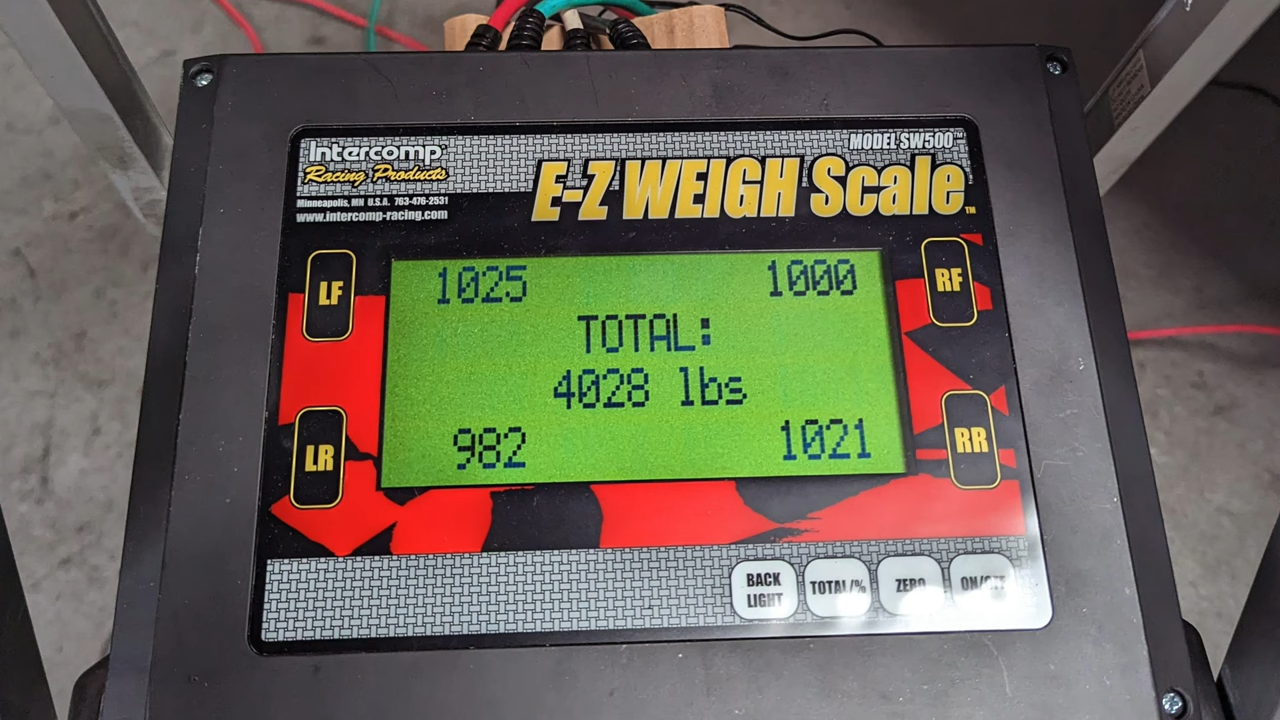 Intercomp
Racing Products
Minneapolis, MN U.S.A. 763-476-2531
www.intercomp-racing.com
MODEL SW500™
E-Z WEIGH Scale™
LF
1025
1000
RF
TOTAL:
4028 lbs
LR
982
1021
RR
BACK
LIGHT
TOTAL/%
ZERO
ON/OFF